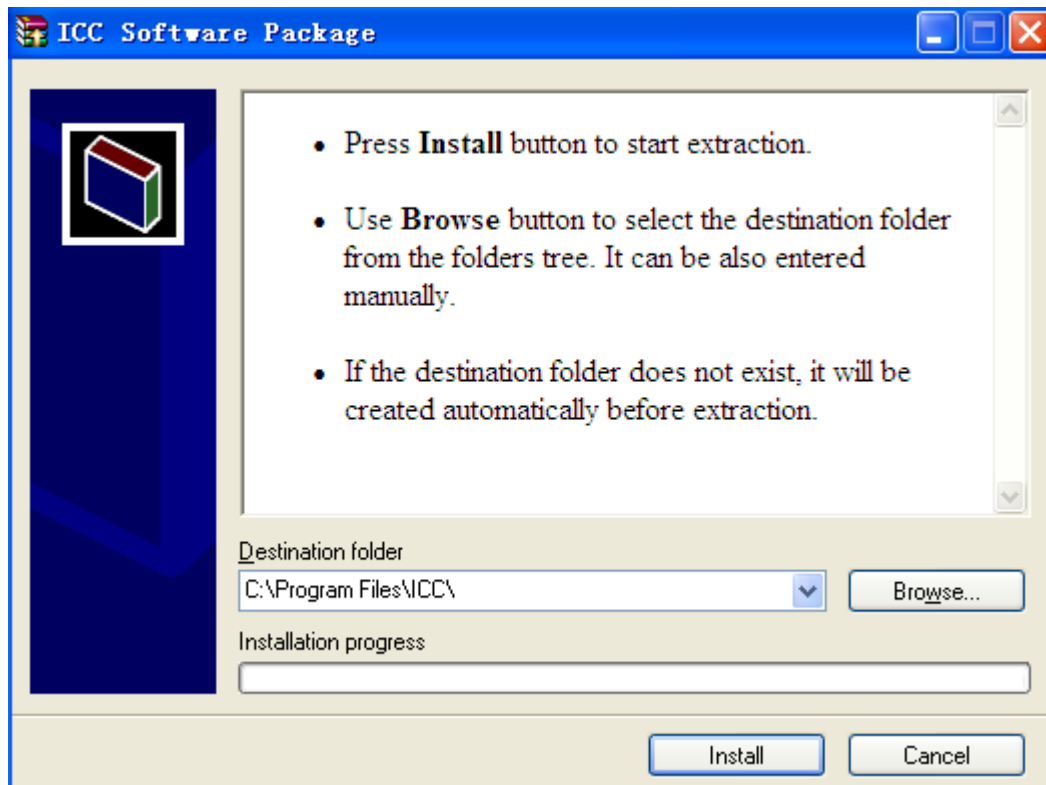 ICC Software Package
• Press Install button to start extraction.
• Use Browse button to select the destination folder
from the folders tree. It can be also entered
manually.
• If the destination folder does not exist, it will be
created automatically before extraction.
Destination folder
C:\Program Files\ICC\
Browse...
Installation progress
Install
Cancel